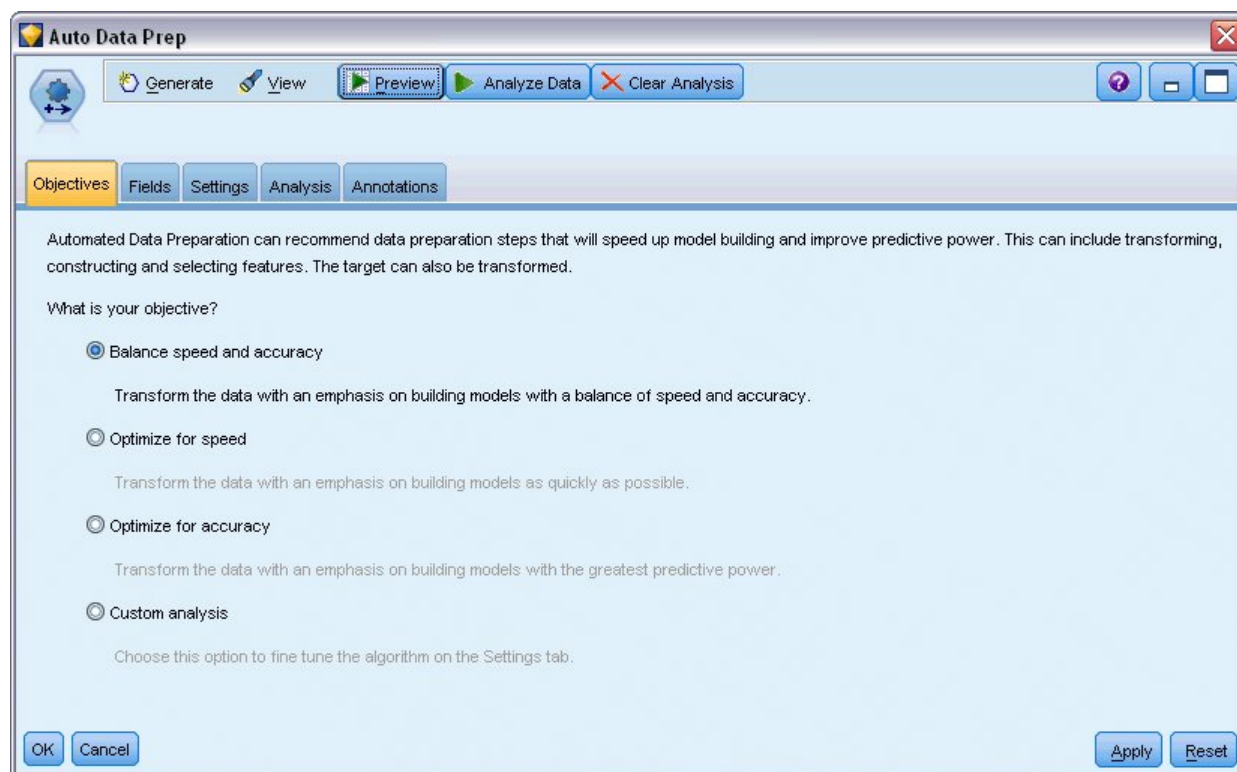 Auto Data Prep
Generate View Preview Analyze Data Clear Analysis
Objectives Fields Settings Analysis Annotations
Automated Data Preparation can recommend data preparation steps that will speed up model building and improve predictive power. This can include transforming,
constructing and selecting features. The target can also be transformed.
What is your objective?
Balance speed and accuracy
Transform the data with an emphasis on building models with a balance of speed and accuracy.
Optimize for speed
Transform the data with an emphasis on building models as quickly as possible.
Optimize for accuracy
Transform the data with an emphasis on building models with the greatest predictive power.
Custom analysis
Choose this option to fine tune the algorithm on the Settings tab.
OK Cancel Apply Reset